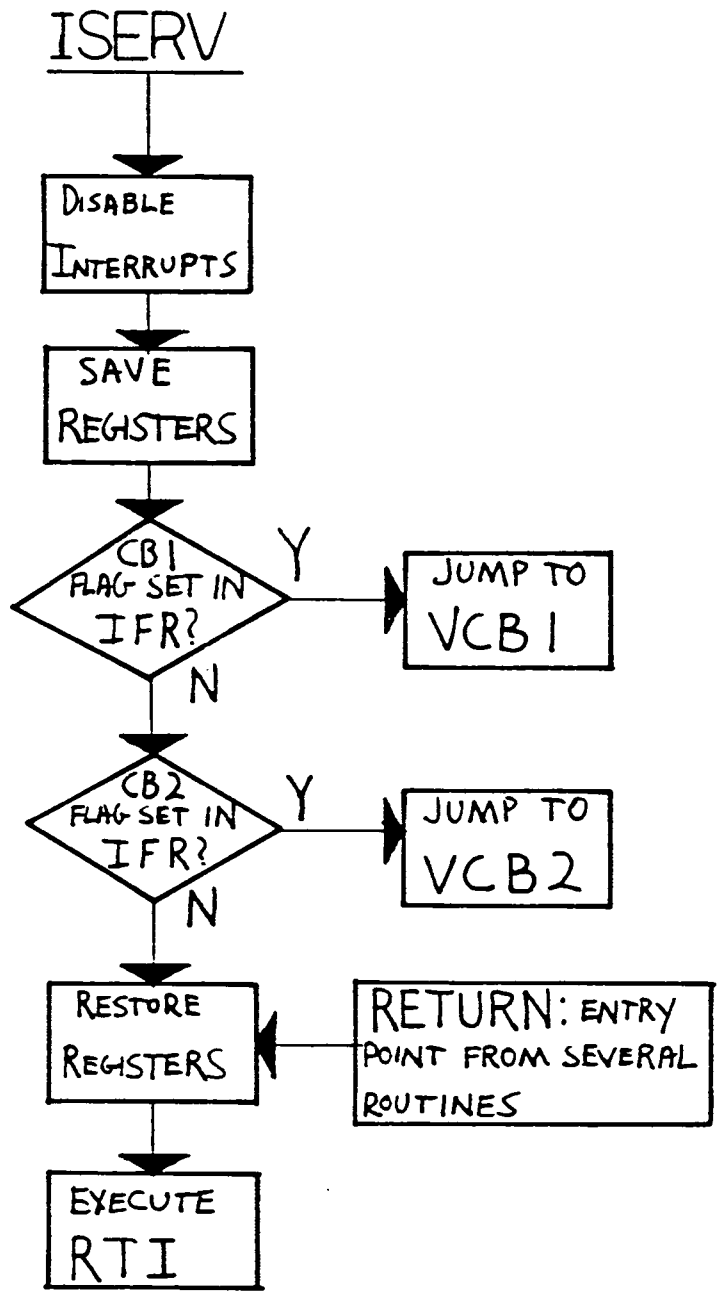 ISERV
DISABLE
INTERRUPTS
SAVE
REGISTERS
CB1
FLAG SET IN
IFR?
Y
JUMP TO
VCB1
N
CB2
FLAG SET IN
IFR?
Y
JUMP TO
VCB2
N
RESTORE
REGISTERS
RETURN: ENTRY
POINT FROM SEVERAL
ROUTINES
EXECUTE
RTI